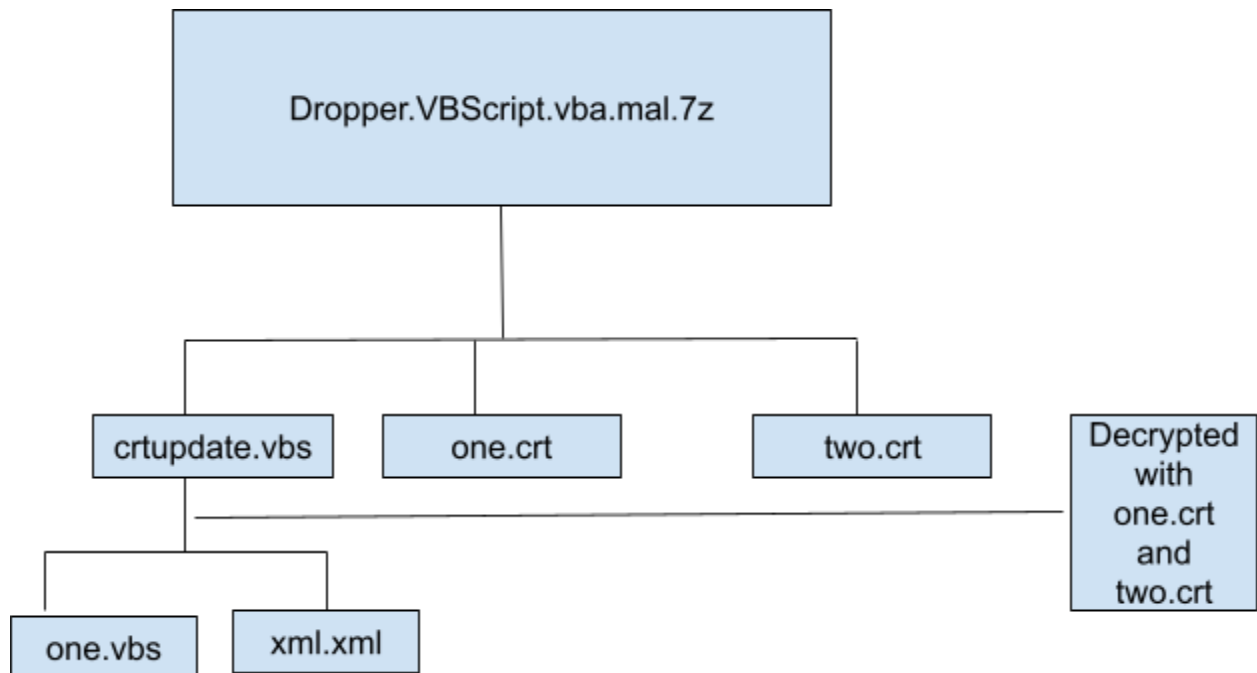 Dropper.VBScript.vba.mal.7z
crtupdate.vbs
one.crt
two.crt
Decrypted
with
one.crt
and
two.crt
one.vbs
xml.xml